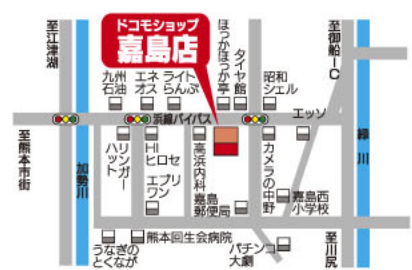 ドコモショップ
嘉島店
至江津湖
ほっかほっか亭
タイヤ館
至御船IC
九州
石油
エネ
オス
ライト
らんぷ
昭和
シェル
浜線バイパス
エッソ
至熊本市街
加勢川
リンガー
ハット
HI
ヒロセ
高浜内科
カメラの
中野
緑川
エブリ
ワン
嘉島
郵便局
嘉島西
小学校
うなぎの
とくなが
熊本回生会病院
パチンコ
大劇
至川尻